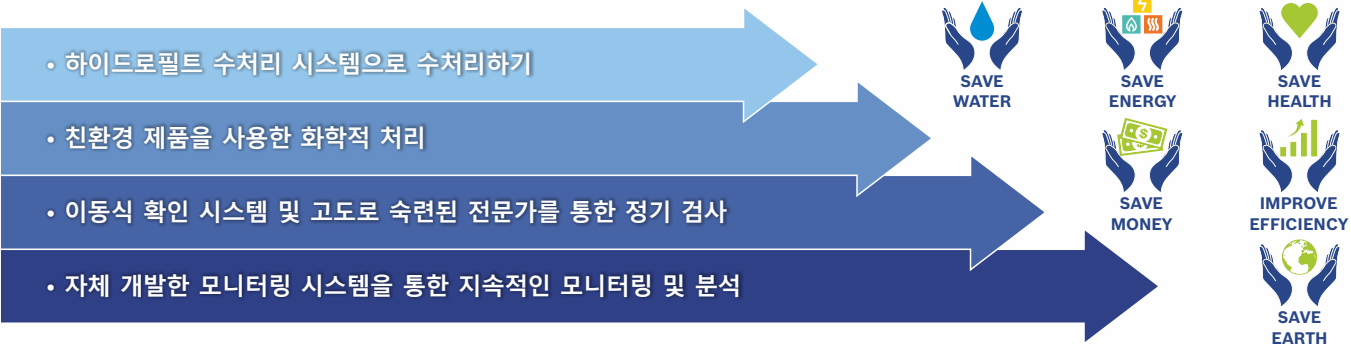 • 하이드로필트 수처리 시스템으로 수처리하기
• 친환경 제품을 사용한 화학적 처리
• 이동식 확인 시스템 및 고도로 숙련된 전문가를 통한 정기 검사
• 자체 개발한 모니터링 시스템을 통한 지속적인 모니터링 및 분석
SAVE
WATER
SAVE
ENERGY
SAVE
HEALTH
SAVE
MONEY
IMPROVE
EFFICIENCY
SAVE
EARTH